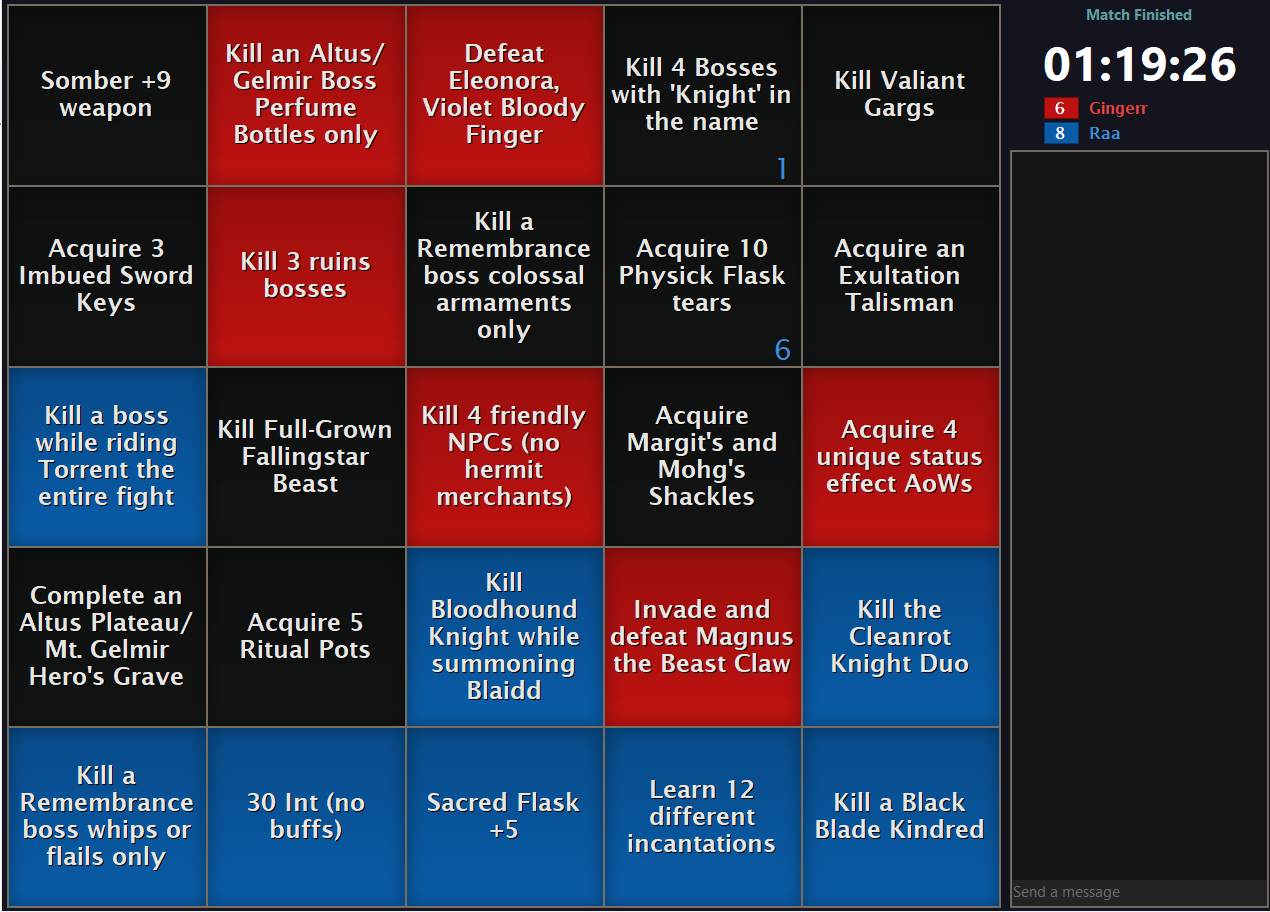 Somber +9
weapon
Kill an Altus/
Gelmir Boss
Perfume
Bottles only
Defeat
Eleonora,
Violet Bloody
Finger
Kill 4 Bosses
with 'Knight' in
the name
1
Kill Valiant
Gargs
Acquire 3
Imbued Sword
Keys
Kill 3 ruins
bosses
Kill a
Remembrance
boss colossal
armaments
only
Acquire 10
Physick Flask
tears
6
Acquire an
Exultation
Talisman
Kill a boss
while riding
Torrent the
entire fight
Kill Full-Grown
Fallingstar
Beast
Kill 4 friendly
NPCs (no
hermit
merchants)
Acquire
Margit's and
Mohg's
Shackles
Acquire 4
unique status
effect AoWs
Complete an
Altus Plateau/
Mt. Gelmir
Hero's Grave
Acquire 5
Ritual Pots
Kill
Bloodhound
Knight while
summoning
Blaidd
Invade and
defeat Magnus
the Beast Claw
Kill the
Cleanrot
Knight Duo
Kill a
Remembrance
boss whips or
flails only
30 Int (no
buffs)
Sacred Flask
+5
Learn 12
different
incantations
Kill a Black
Blade Kindred
Match Finished
01:19:26
6 Gingerr
8 Raa
Send a message